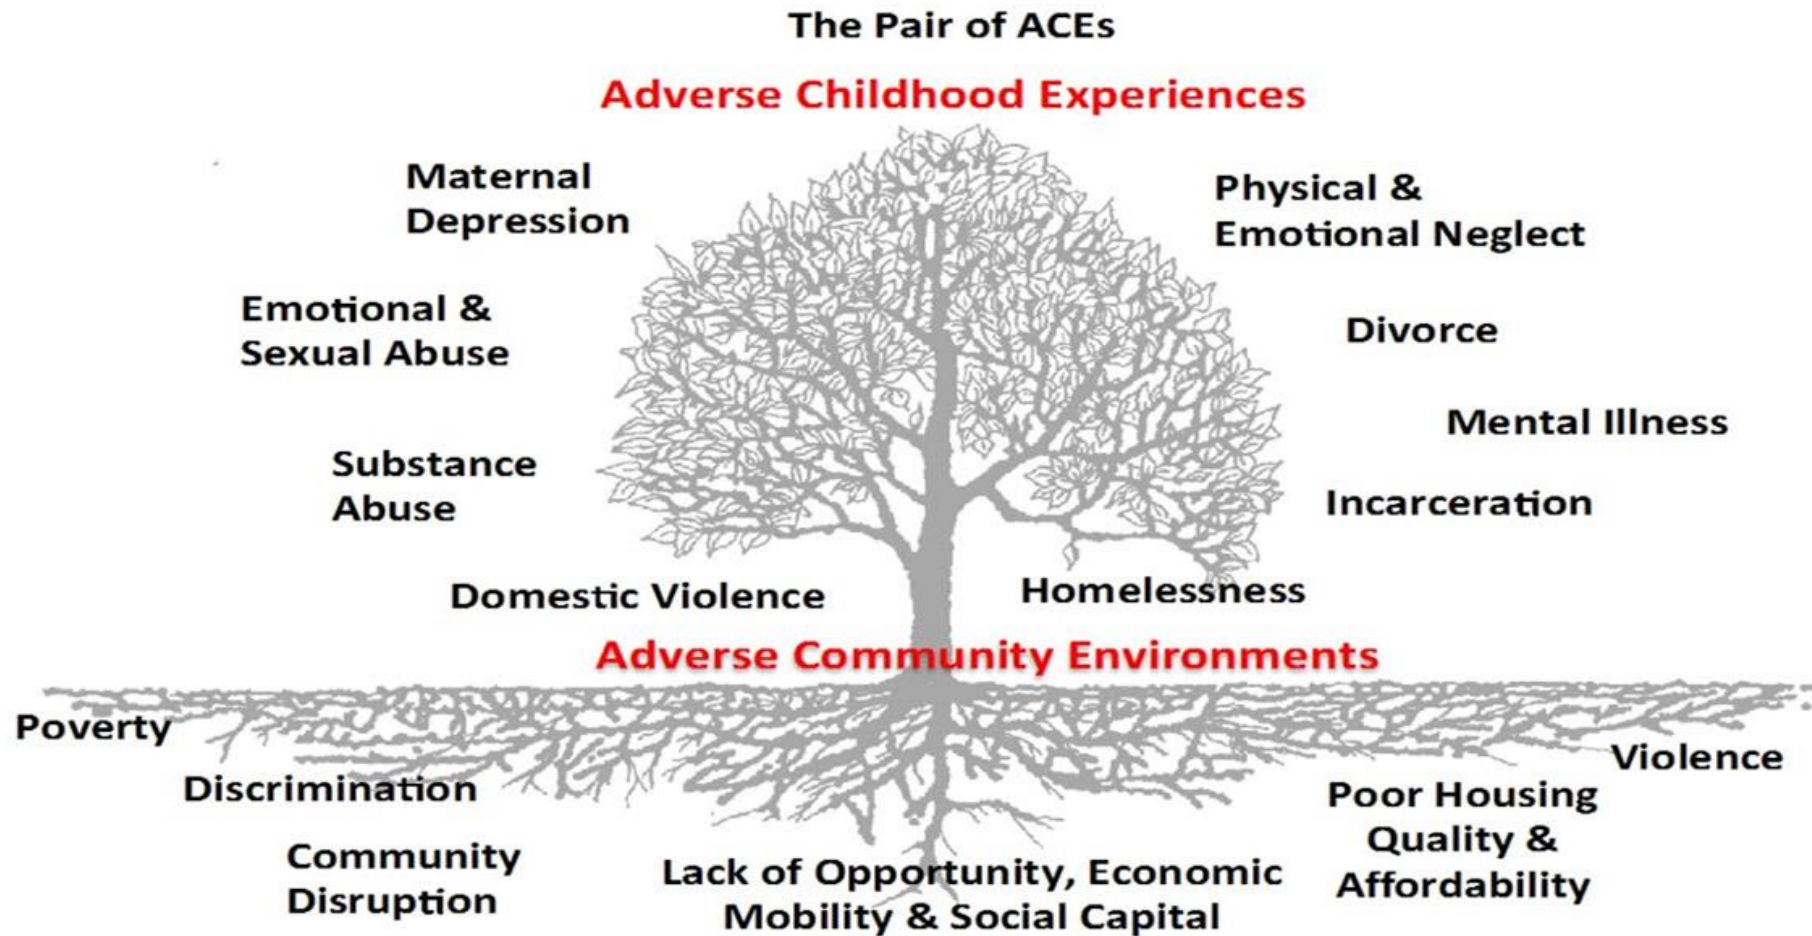 The Pair of ACEs
Adverse Childhood Experiences
Maternal
Depression
Physical &
Emotional Neglect
Emotional &
Sexual Abuse
Divorce
Mental Illness
Substance
Abuse
Incarceration
Domestic Violence
Homelessness
Adverse Community Environments
Poverty
Violence
Discrimination
Poor Housing
Quality &
Affordability
Community
Disruption
Lack of Opportunity, Economic
Mobility & Social Capital